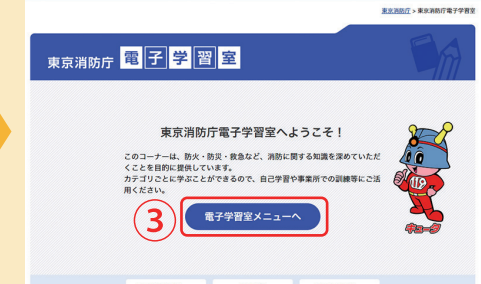 東京消防庁 > 東京消防庁電子学習室
東京消防庁 電子学習室
東京消防庁電子学習室へようこそ！
このコーナーは、防火・防災・救急など、消防に関する知識を深めていただ
くことを目的に提供しています。
カテゴリごとに学ぶことができるので、自己学習や事業所での訓練等にご活
用ください。
③
電子学習室メニューへ
119
キュータ